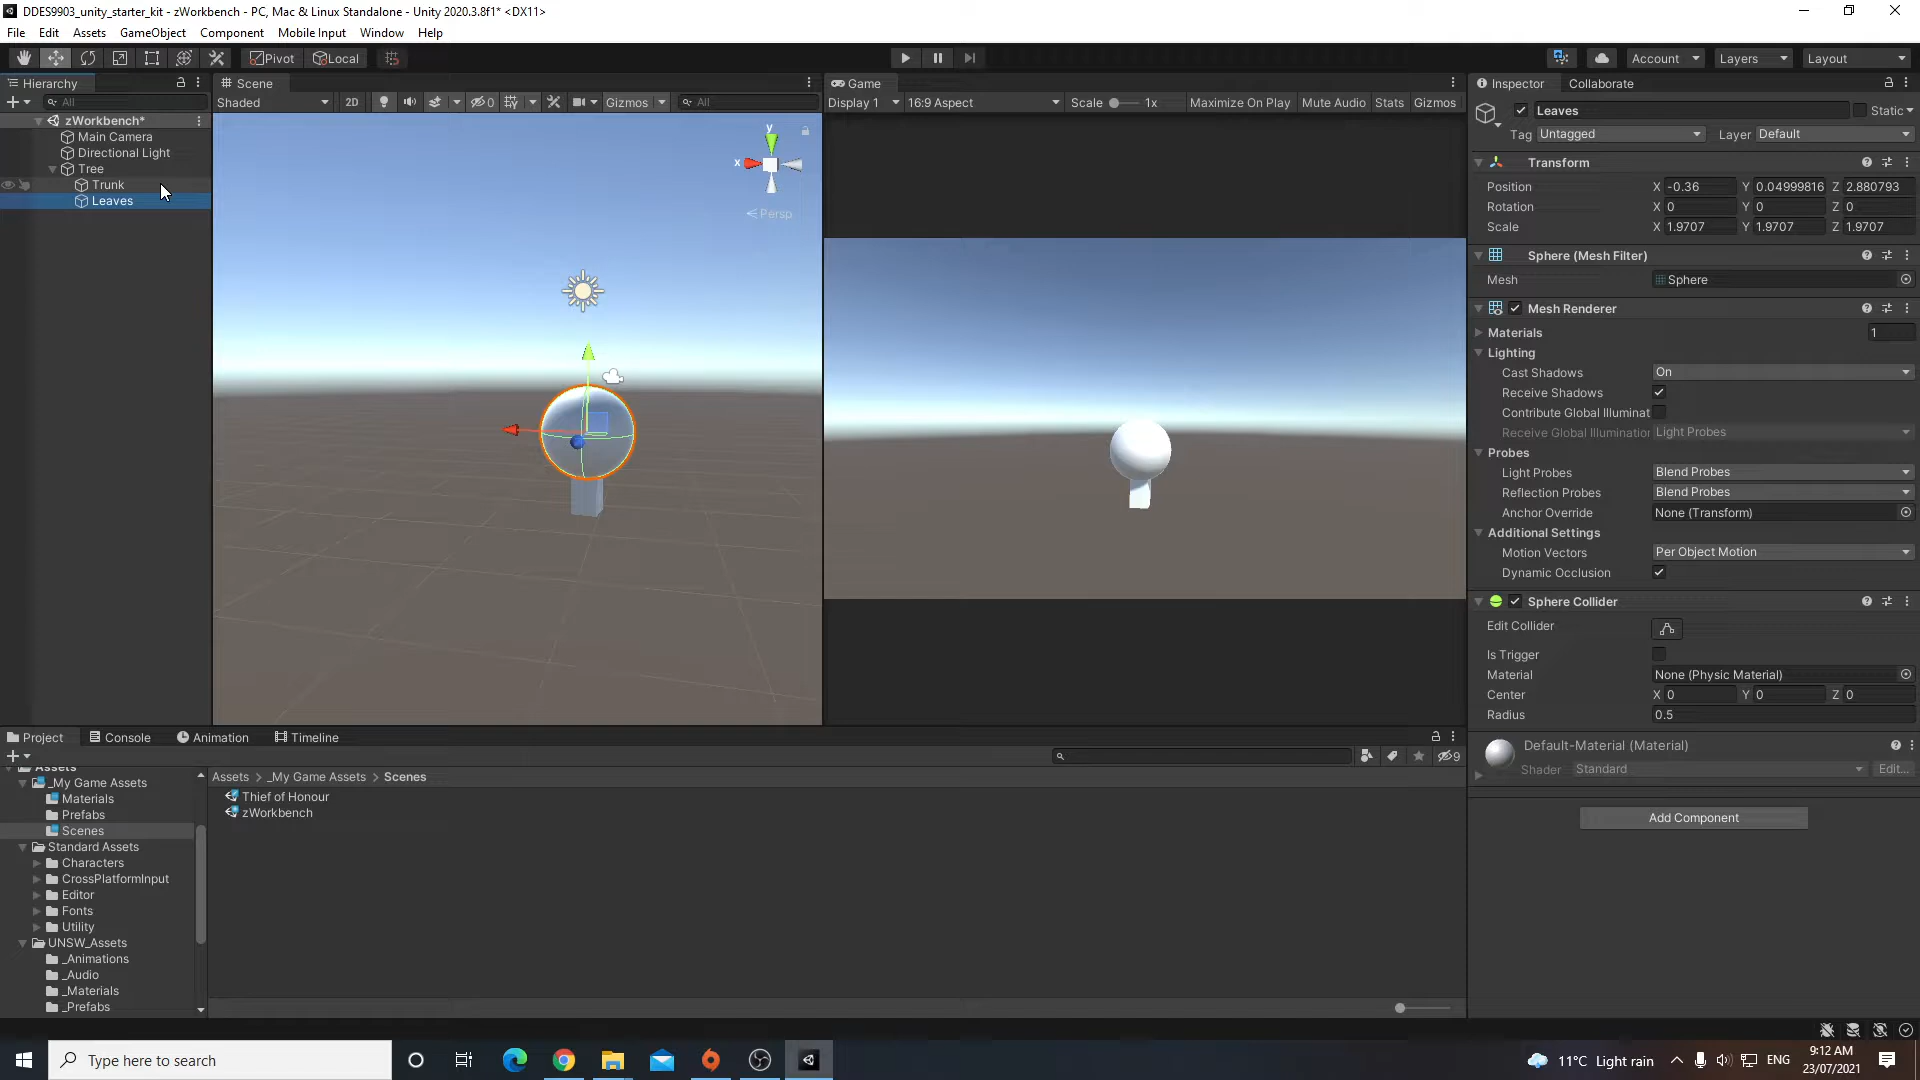 DDES9903_unity_starter_kit - zWorkbench - PC, Mac & Linux Standalone - Unity 2020.3.8f1* <DX11>
File Edit Assets GameObject Component Mobile Input Window Help
Pivot Local Account Layers Layout
Hierarchy
All
zWorkbench*
Main Camera
Directional Light
Tree
Trunk
Leaves
Scene
Shaded 2D 0 Gizmos All
y
x
Persp
Game
Display 1 16:9 Aspect Scale 1x Maximize On Play Mute Audio Stats Gizmos
Inspector Collaborate
Leaves Static
Tag Untagged Layer Default
Transform
Position X -0.36 Y 0.04999816 Z 2.880793
Rotation X 0 Y 0 Z 0
Scale X 1.9707 Y 1.9707 Z 1.9707
Sphere (Mesh Filter)
Mesh Sphere
Mesh Renderer
Materials 1
Lighting
Cast Shadows On
Receive Shadows
Contribute Global Illuminat
Receive Global Illumination Light Probes
Probes
Light Probes Blend Probes
Reflection Probes Blend Probes
Anchor Override None (Transform)
Additional Settings
Motion Vectors Per Object Motion
Dynamic Occlusion
Sphere Collider
Edit Collider
Is Trigger
Material None (Physic Material)
Center X 0 Y 0 Z 0
Radius 0.5
Default-Material (Material)
Shader Standard Edit...
Add Component
Project Console Animation Timeline
9
Assets
_My Game Assets
Materials
Prefabs
Scenes
Standard Assets
Characters
CrossPlatformInput
Editor
Fonts
Utility
UNSW_Assets
_Animations
_Audio
_Materials
_Prefabs
Assets > _My Game Assets > Scenes
Thief of Honour
zWorkbench
Type here to search
11°C Light rain ENG
9:12 AM
23/07/2021